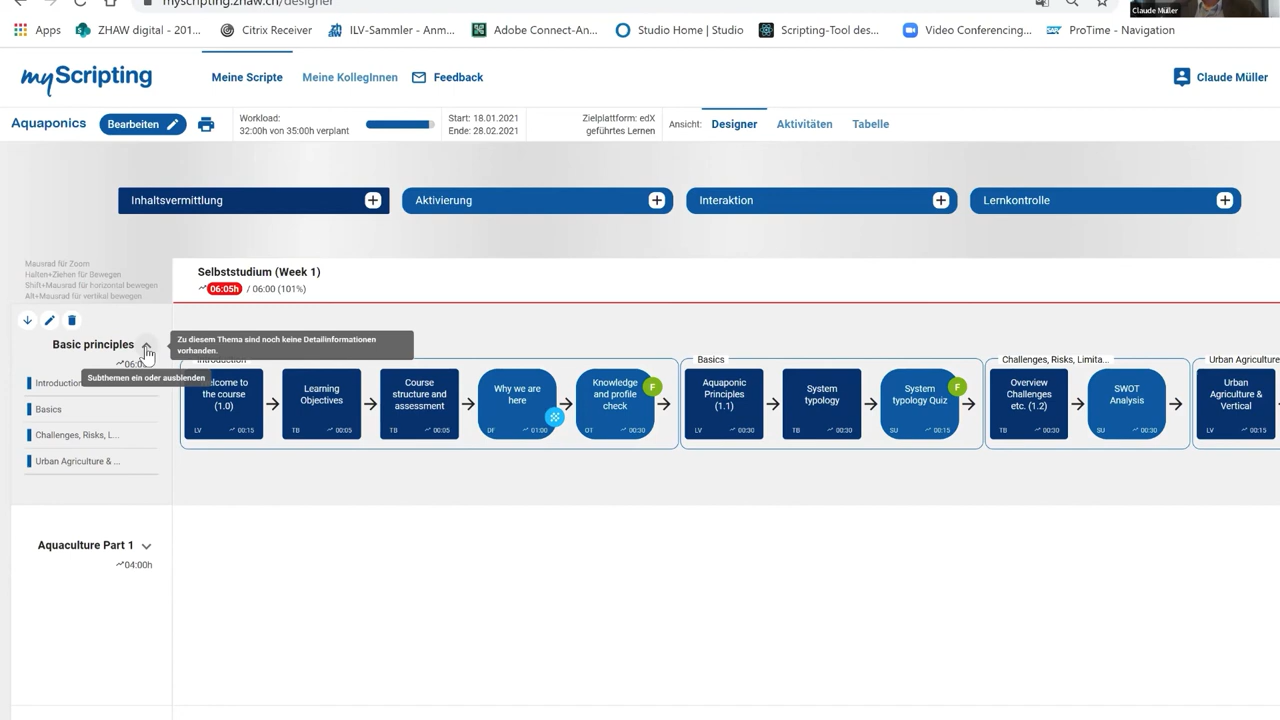 myscripting.zhaw.ch/designer
Claude Müller
Apps
ZHAW digital - 201...
Citrix Receiver
ILV-Sammler - Anm...
Adobe Connect-An...
Studio Home | Studio
Scripting-Tool des...
Video Conferencing...
ProTime - Navigation
myScripting
Meine Scripte
Meine KollegInnen
Feedback
Claude Müller
Aquaponics
Bearbeiten
Workload:
32:00h von 35:00h verplant
Start: 18.01.2021
Ende: 28.02.2021
Zielplattform: edX
geführtes Lernen
Ansicht:
Designer
Aktivitäten
Tabelle
Inhaltsvermittlung
Aktivierung
Interaktion
Lernkontrolle
Mausrad für Zoom
Halten+Ziehen für Bewegen
Shift+Mausrad für horizontal bewegen
Alt+Mausrad für vertikal bewegen
Selbststudium (Week 1)
06:05h / 06:00 (101%)
Basic principles
Zu diesem Thema sind noch keine Detailinformationen
vorhanden.
Subthemen ein oder ausblenden
Introduction
Basics
Challenges, Risks, L...
Urban Agriculture & ...
Introduction
Welcome to
the course
(1.0)
LV 00:15
Learning
Objectives
TB 00:05
Course
structure and
assessment
TB 00:05
Why we are
here
DF 01:00
Knowledge
and profile
check
F
OT 00:30
Basics
Aquaponic
Principles
(1.1)
LV 00:30
System
typology
TB 00:30
System
typology Quiz
F
SU 00:15
Challenges, Risks, Limita...
Overview
Challenges
etc. (1.2)
TB 00:30
SWOT
Analysis
SU 00:30
Urban Agriculture
Urban
Agriculture &
Vertical
LV 00:15
Aquaculture Part 1
04:00h